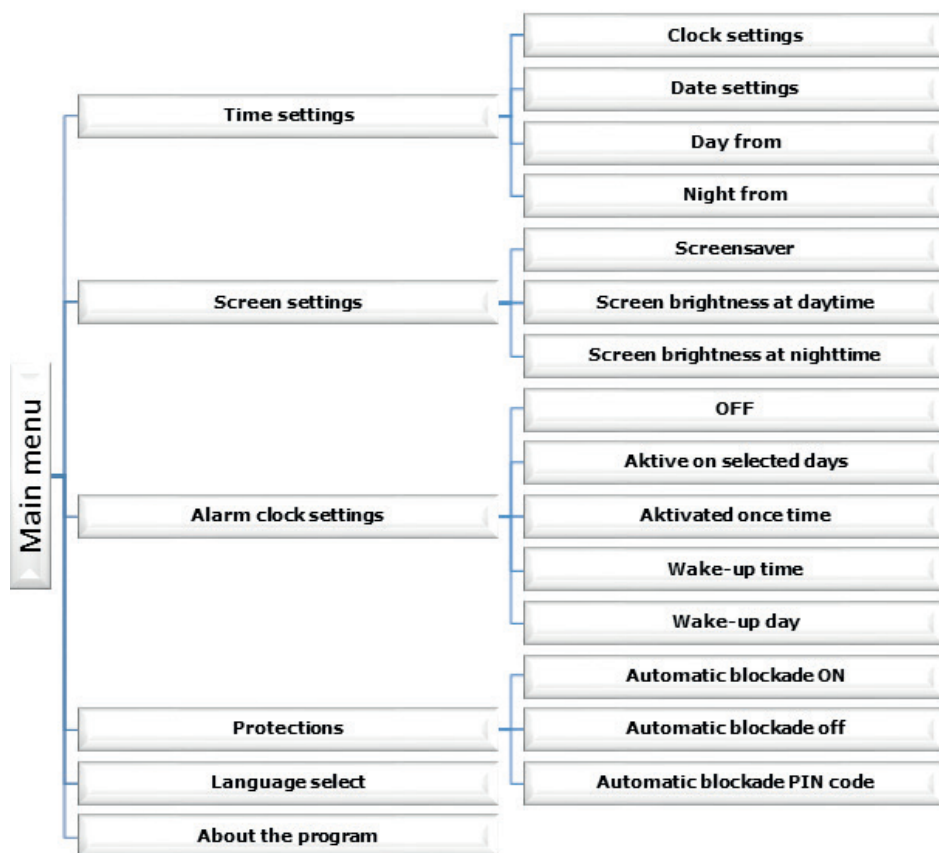 Main menu
Time settings
Clock settings
Date settings
Day from
Night from
Screen settings
Screensaver
Screen brightness at daytime
Screen brightness at nighttime
Alarm clock settings
OFF
Aktive on selected days
Aktivated once time
Wake-up time
Wake-up day
Protections
Automatic blockade ON
Automatic blockade off
Automatic blockade PIN code
Language select
About the program